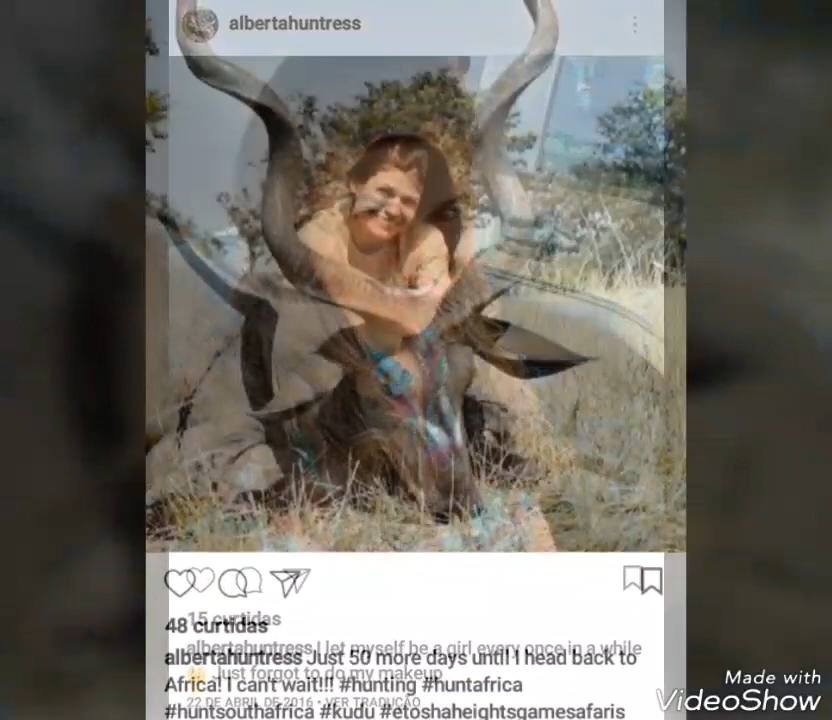 albertahuntress
15 curtidas
48 curtidas
albertahuntress I let myself be a girl every once in a while
albertahuntress Just 50 more days until I head back to
Just forgot to do my makeup
Africa! I can't wait!!! #hunting #huntafrica
22 DE ABRIL DE 2016 • VER TRADUÇÃO
#huntsouthafrica #kudu #etoshaheightsgamesafaris
Made with
VideoShow